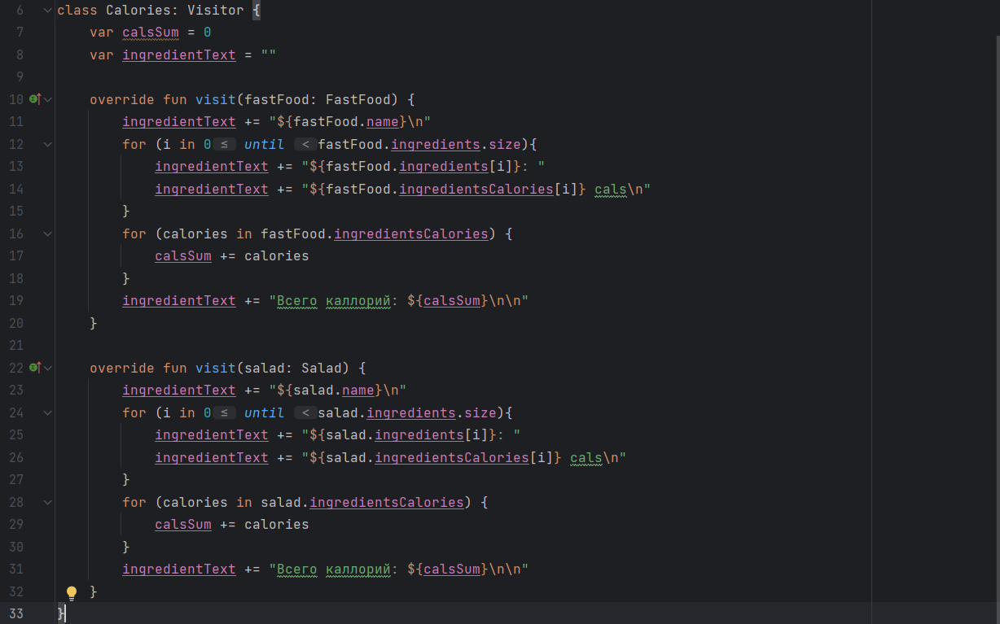 6 class Calories: Visitor {
7 var calsSum = 0
8 var ingredientText = ""
9
10 override fun visit(fastFood: FastFood) {
11 ingredientText += "${fastFood.name}\n"
12 for (i in 0 ≤ until < fastFood.ingredients.size){
13 ingredientText += "${fastFood.ingredients[i]}: "
14 ingredientText += "${fastFood.ingredientsCalories[i]} cals\n"
15 }
16 for (calories in fastFood.ingredientsCalories) {
17 calsSum += calories
18 }
19 ingredientText += "Всего каллорий: ${calsSum}\n\n"
20 }
21
22 override fun visit(salad: Salad) {
23 ingredientText += "${salad.name}\n"
24 for (i in 0 ≤ until < salad.ingredients.size){
25 ingredientText += "${salad.ingredients[i]}: "
26 ingredientText += "${salad.ingredientsCalories[i]} cals\n"
27 }
28 for (calories in salad.ingredientsCalories) {
29 calsSum += calories
30 }
31 ingredientText += "Всего каллорий: ${calsSum}\n\n"
32 }
33 }